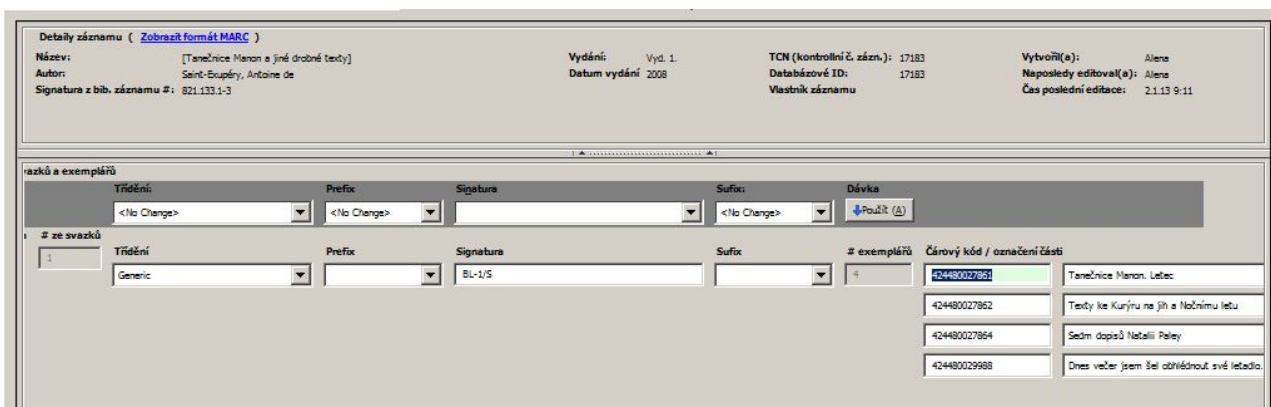 Detaily záznamu ( Zobrazit formát MARC )
Název: [Tanečnice Manon a jiné drobné texty] Vydání: Vyd. 1. TCN (kontrolní č. zázn.): 17183 Vytvořil(a): Alena
Autor: Saint-Exupéry, Antoine de Datum vydání 2008 Databázové ID: 17183 Naposledy editoval(a): Alena
Signatura z bib. záznamu #: 821.133.1-3 Vlastník záznamu Čas poslední editace: 2.1.13 9:11
razků a exemplářů
Třídění: Prefix Sinatura Sufix: Dávka
<No Change> <No Change> <No Change> Použít (A)
# ze svazků Třídění Prefix Signatura Sufix # exemplářů Čárový kód / označení části
1 Generic BL-1/S 4 424480027861 Tanečnice Manon. Letec
424480027862 Texty ke Kurýru na jih a Nočnímu letu
424480027864 Sedm dopisů Natalii Paley
424480029988 Dnes večer jsem šel obhlédnout své letadlo.